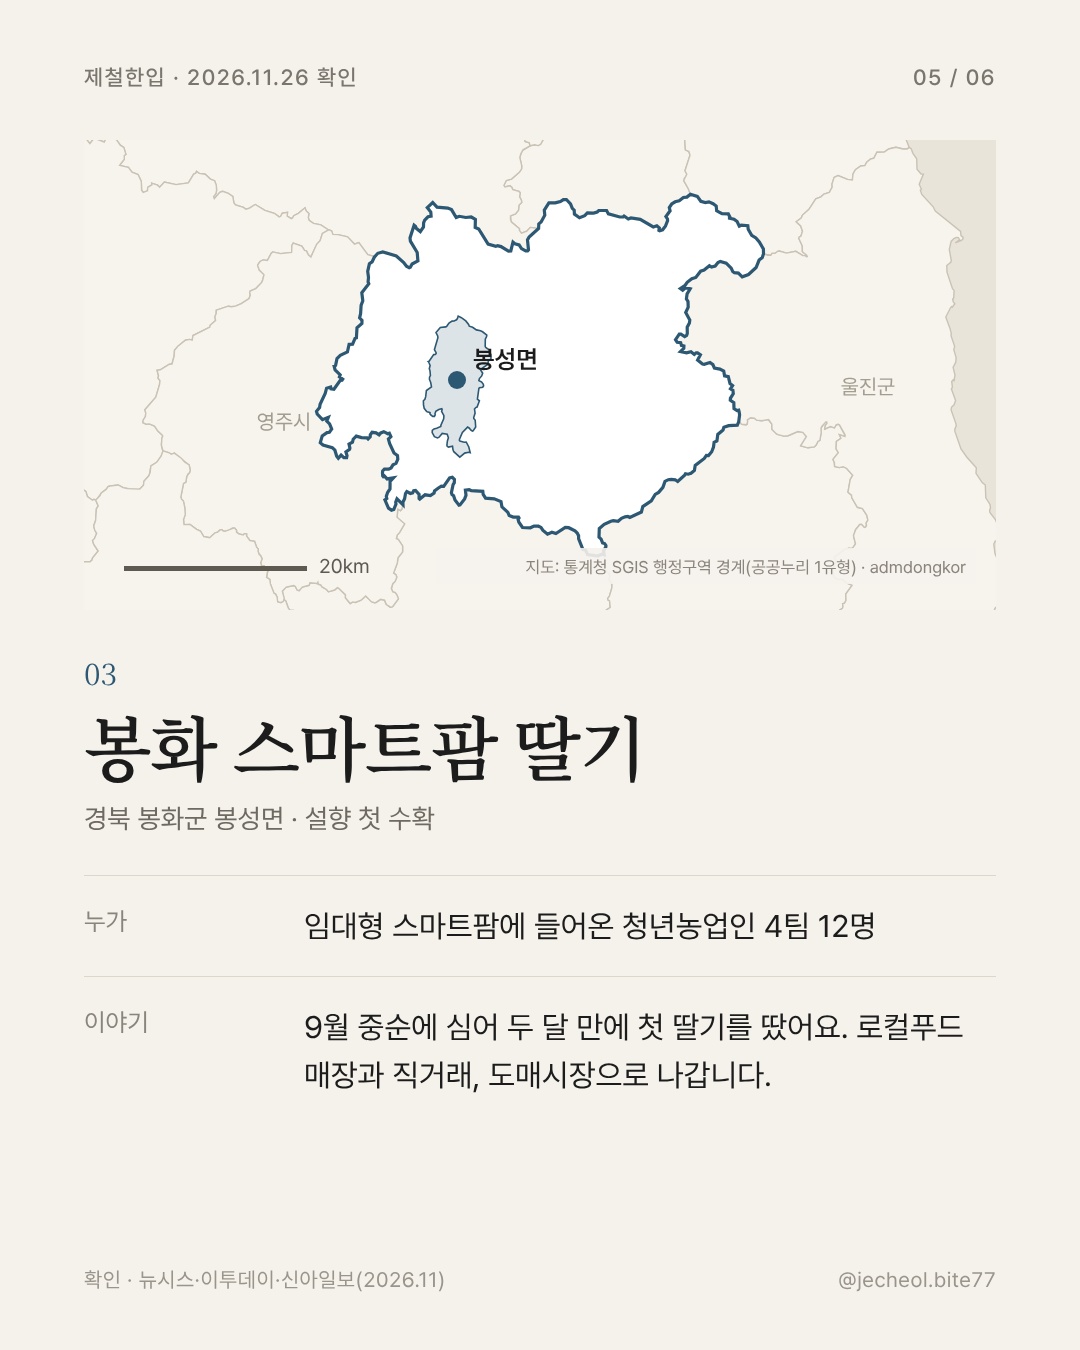 제철한입 · 2026.11.26 확인
05 / 06
봉성면
울진군
영주시
20km
지도: 통계청 SGIS 행정구역 경계(공공누리 1유형) · admdongkor
03
봉화 스마트팜 딸기
경북 봉화군 봉성면 · 설향 첫 수확
누가
임대형 스마트팜에 들어온 청년농업인 4팀 12명
이야기
9월 중순에 심어 두 달 만에 첫 딸기를 땄어요. 로컬푸드
매장과 직거래, 도매시장으로 나갑니다.
확인 · 뉴시스·이투데이·신아일보(2026.11)
@jecheol.bite77